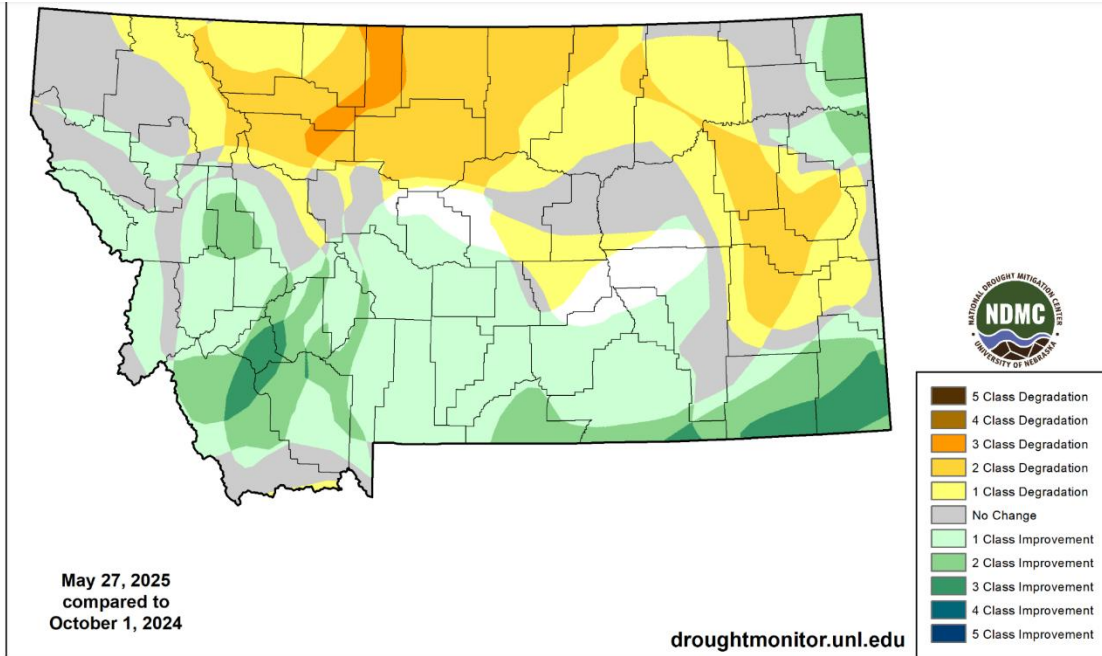 NATIONAL DROUGHT MITIGATION CENTER
NDMC
UNIVERSITY OF NEBRASKA
5 Class Degradation
4 Class Degradation
3 Class Degradation
2 Class Degradation
1 Class Degradation
No Change
1 Class Improvement
2 Class Improvement
3 Class Improvement
4 Class Improvement
5 Class Improvement
May 27, 2025
compared to
October 1, 2024
droughtmonitor.unl.edu